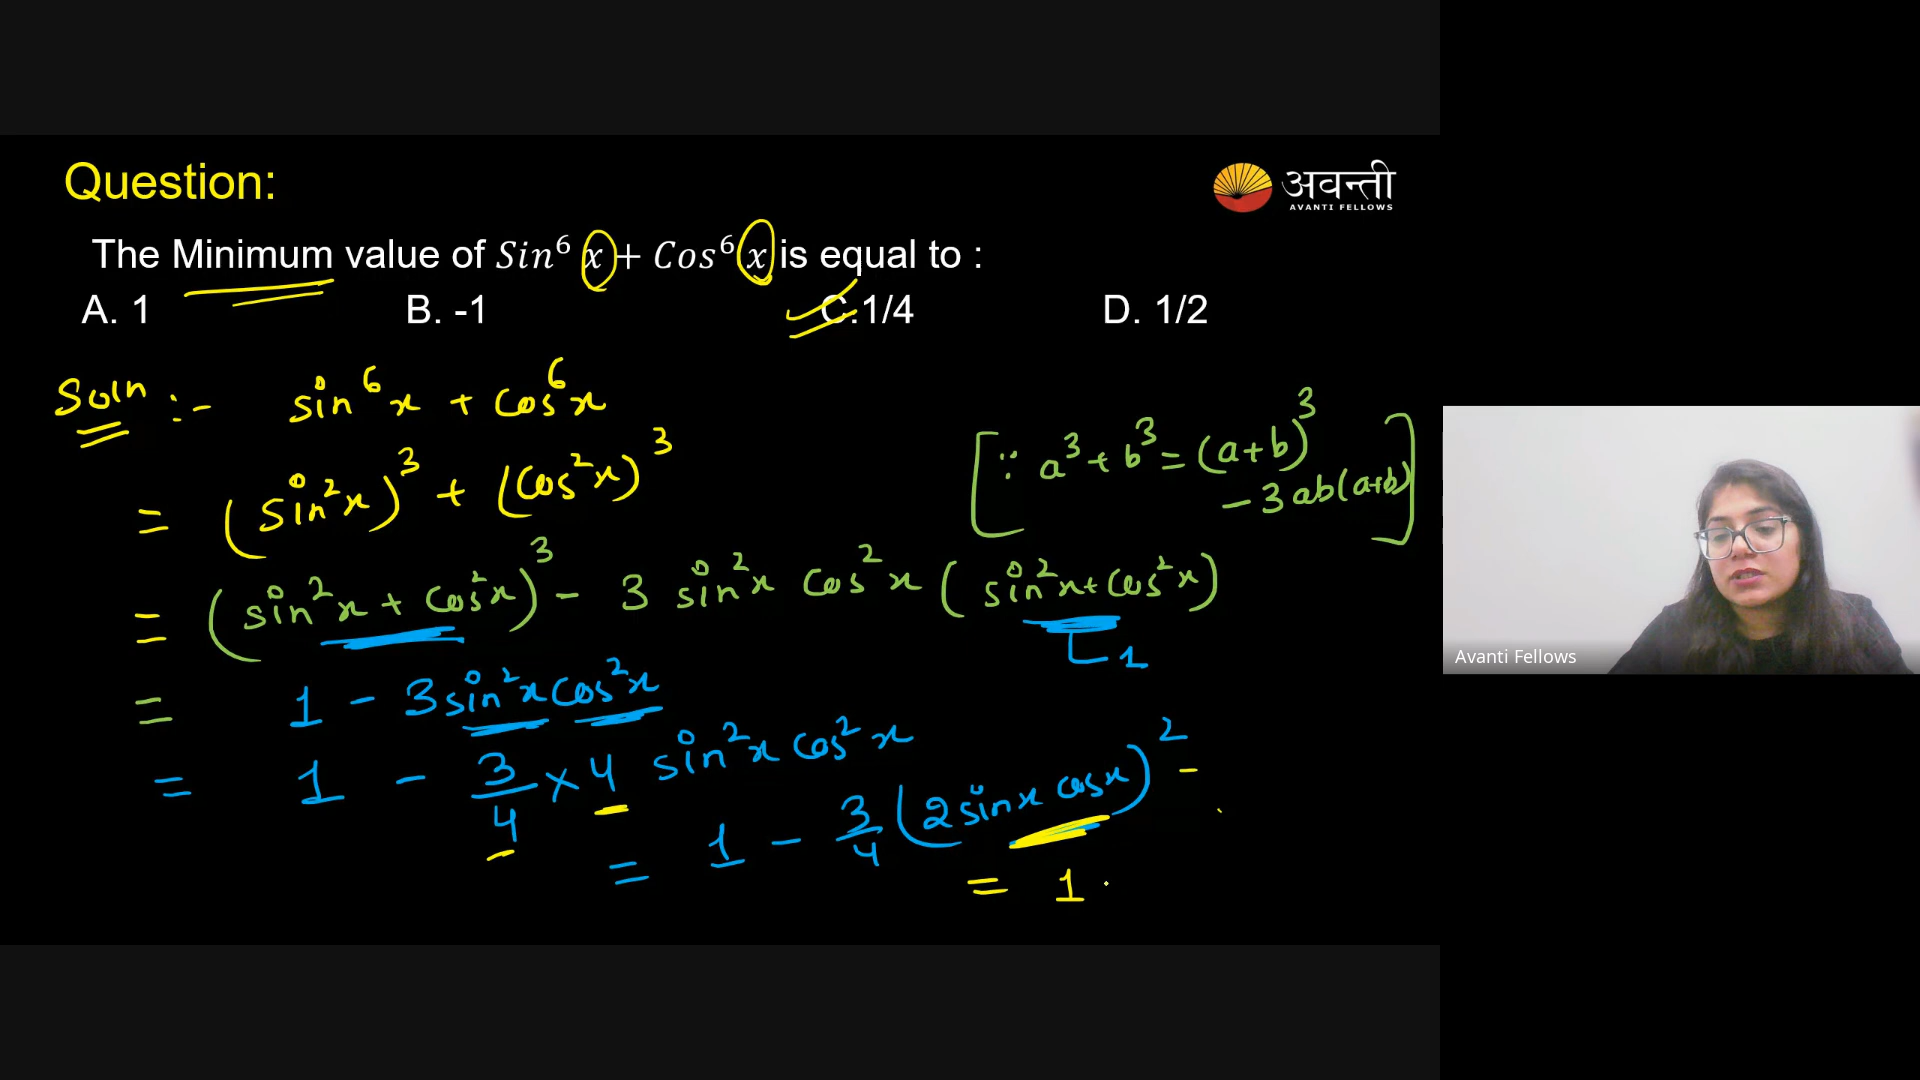 Question:
अवन्ती
AVANTI FELLOWS
The Minimum value of Sin⁶ x + Cos⁶ x is equal to :
A. 1 B. -1 C.1/4 D. 1/2
Soln :- sin⁶x + cos⁶x
= (sin²x)³ + (cos²x)³
[∵ a³ + b³ = (a+b)³
- 3ab(a+b)]
= (sin²x + cos²x)³ - 3 sin²x cos²x (sin²x + cos²x)
1
= 1 - 3sin²x cos²x
= 1 - 3/4 × 4 sin²x cos²x
= 1 - 3/4 (2sinx cosx)² -
= 1
Avanti Fellows